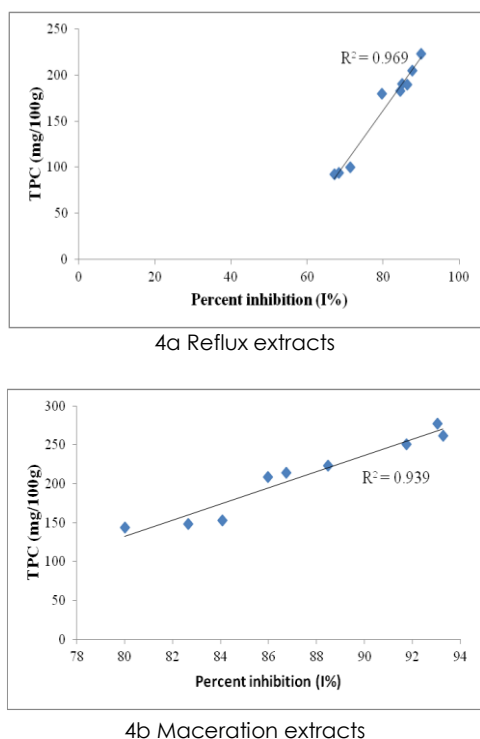 250
200
150
100
50
0
TPC (mg/100g)
R² = 0.969
0 20 40 60 80 100
Percent inhibition (I%)
4a Reflux extracts
300
250
200
150
100
50
0
TPC (mg/100g)
R² = 0.939
78 80 82 84 86 88 90 92 94
Percent inhibition (I%)
4b Maceration extracts